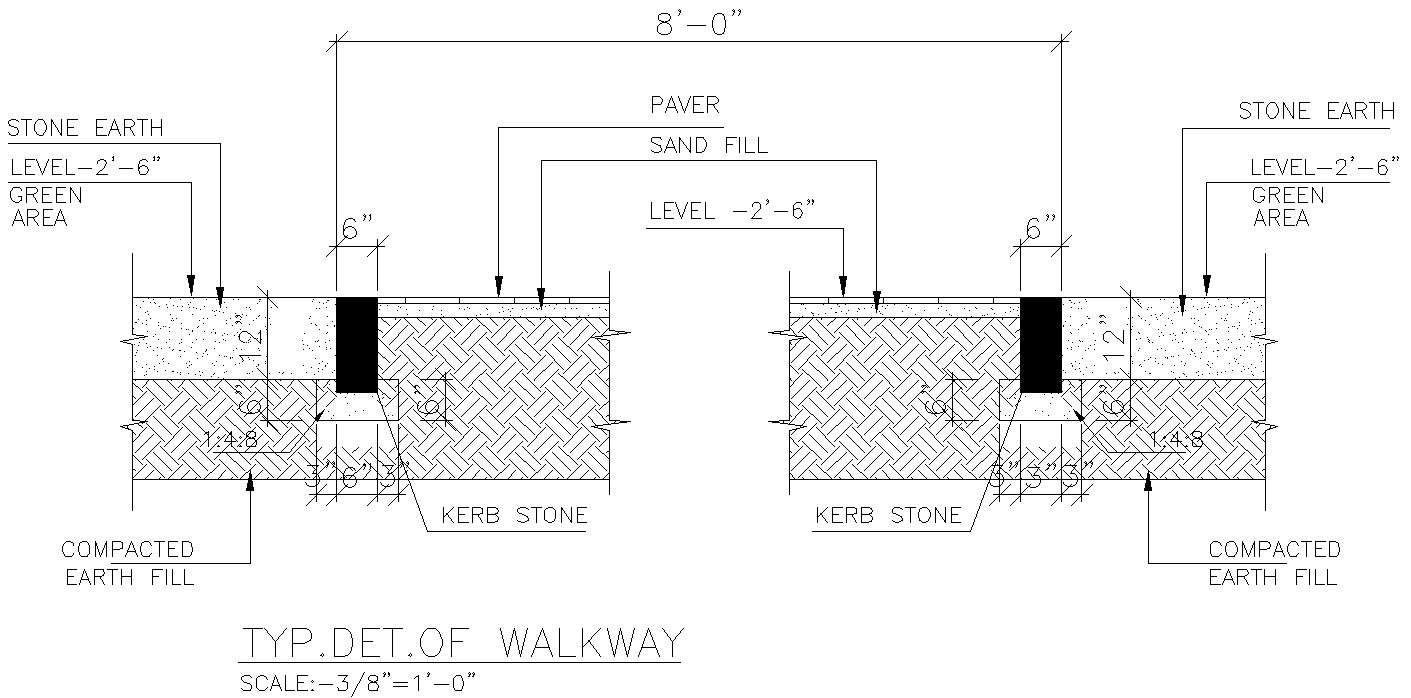 8'-0"
PAVER
STONE EARTH
STONE EARTH
SAND FILL
LEVEL-2'-6"
LEVEL-2'-6"
GREEN
AREA
GREEN
AREA
LEVEL -2'-6"
6"
6"
12"
12"
6"
6"
6"
6"
1:4:8
1:4:8
3" 6" 3"
3" 3" 3"
KERB STONE
KERB STONE
COMPACTED
EARTH FILL
COMPACTED
EARTH FILL
TYP.DET.OF WALKWAY
SCALE:-3/8"=1'-0"